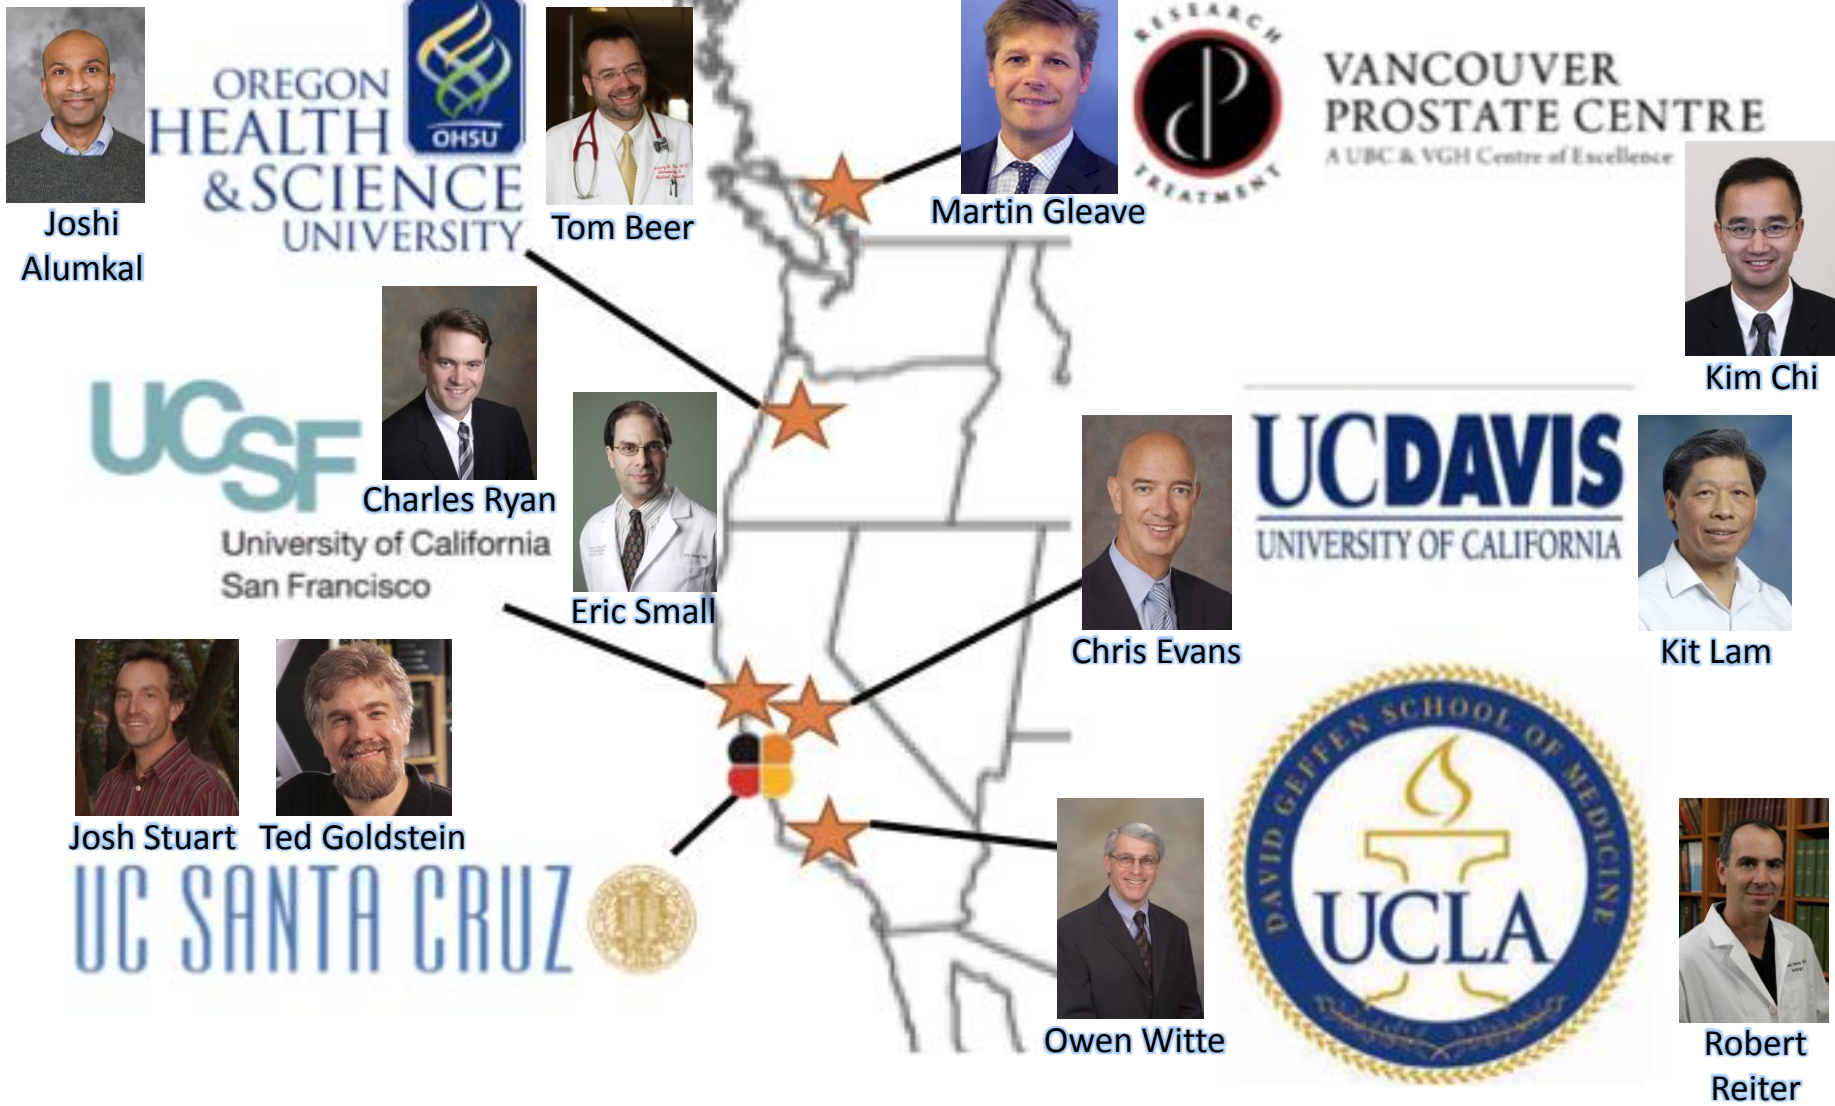 OREGON
HEALTH
&SCIENCE
UNIVERSITY
OHSU
Joshi
Alumkal
Tom Beer
Martin Gleave
RESEARCH
TREATMENT
VANCOUVER
PROSTATE CENTRE
A UBC & VGH Centre of Excellence
Kim Chi
UCSF
University of California
San Francisco
Charles Ryan
Eric Small
Chris Evans
UCDAVIS
UNIVERSITY OF CALIFORNIA
Kit Lam
Josh Stuart
Ted Goldstein
UC SANTA CRUZ
Owen Witte
DAVID GEFFEN SCHOOL OF MEDICINE
UCLA
Robert
Reiter